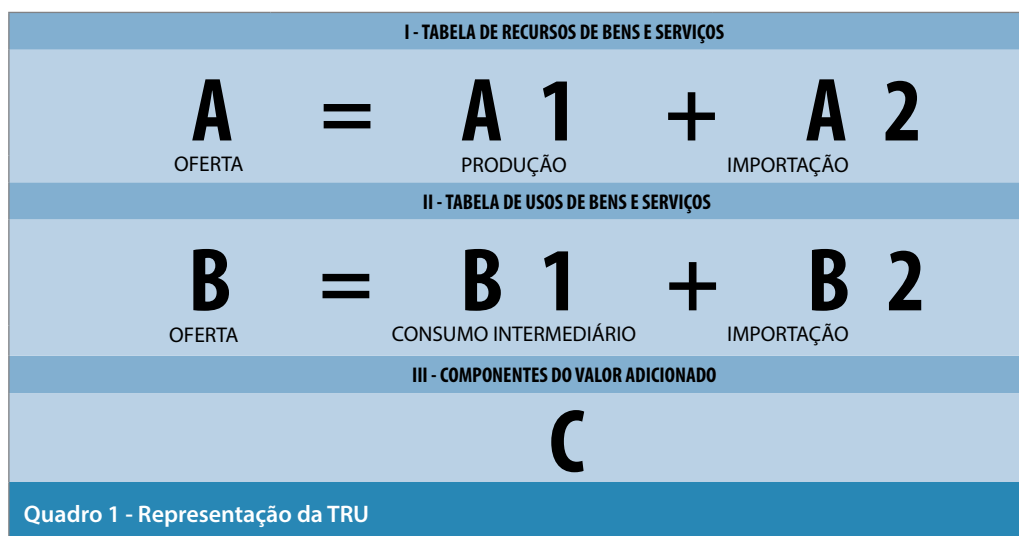 I - TABELA DE RECURSOS DE BENS E SERVIÇOS
A = A 1 + A 2
OFERTA PRODUÇÃO IMPORTAÇÃO
II - TABELA DE USOS DE BENS E SERVIÇOS
B = B 1 + B 2
OFERTA CONSUMO INTERMEDIÁRIO IMPORTAÇÃO
III - COMPONENTES DO VALOR ADICIONADO
C
Quadro 1 - Representação da TRU